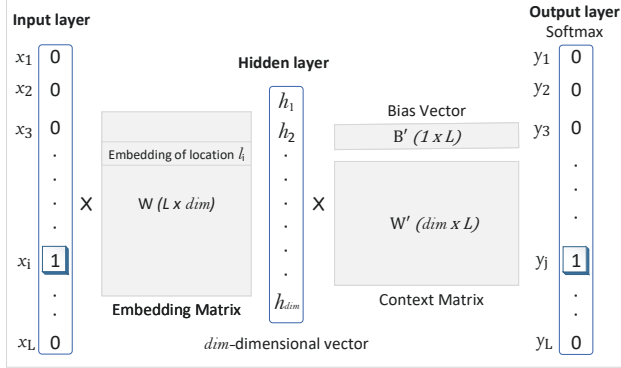 Input layer
x1 0
x2 0
x3 0
.
.
.
xi 1
.
.
xL 0
X
Embedding of location li
W (L x dim)
Embedding Matrix
Hidden layer
h1
h2
.
.
.
.
.
.
hdim
dim-dimensional vector
X
Bias Vector
B′ (1 x L)
W′ (dim x L)
Context Matrix
Output layer
Softmax
y1 0
y2 0
y3 0
.
.
.
yj 1
.
.
yL 0